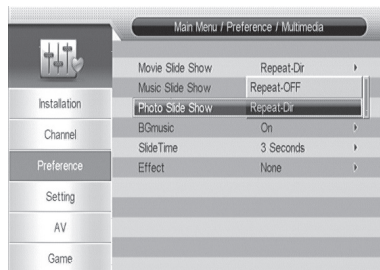 Main Menu / Preference / Multimedia
Installation
Channel
Preference
Setting
AV
Game
Movie Slide Show Repeat-Dir
Music Slide Show Repeat-OFF
Photo Slide Show Repeat-Dir
BGmusic On
SlideTime 3 Seconds
Effect None